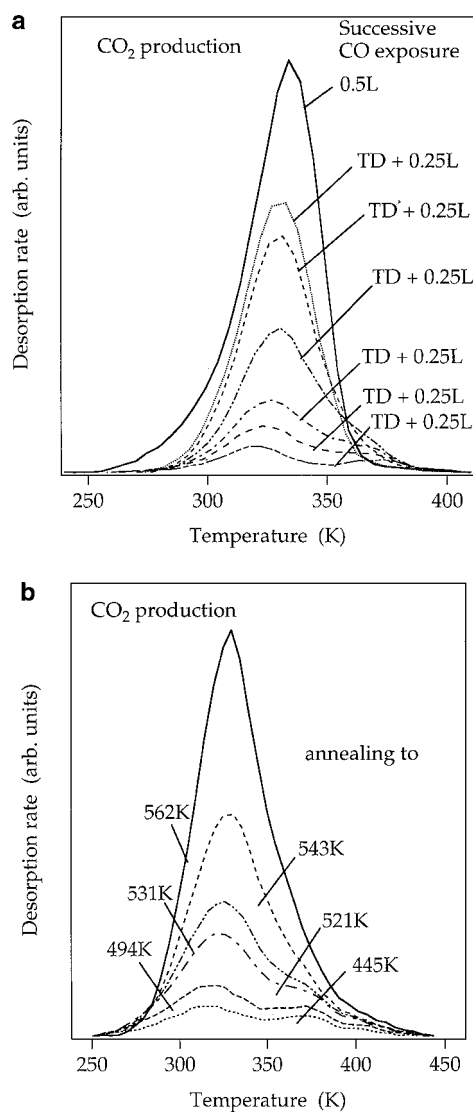 a
CO₂ production
Successive
CO exposure
0.5L
TD + 0.25L
TD* + 0.25L
TD + 0.25L
TD + 0.25L
TD + 0.25L
TD + 0.25L
Desorption rate (arb. units)
250
300
350
400
Temperature (K)
b
CO₂ production
annealing to
562K
543K
531K
521K
494K
445K
Desorption rate (arb. units)
250
300
350
400
450
Temperature (K)